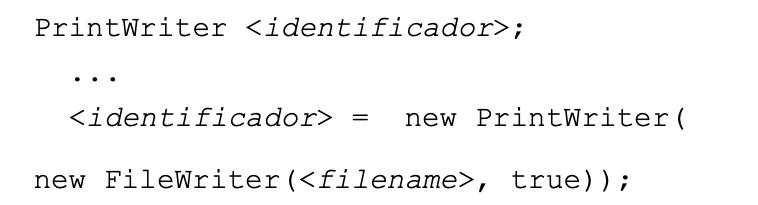 PrintWriter <identificador>;
...
<identificador> = new PrintWriter(
new FileWriter(<filename>, true));